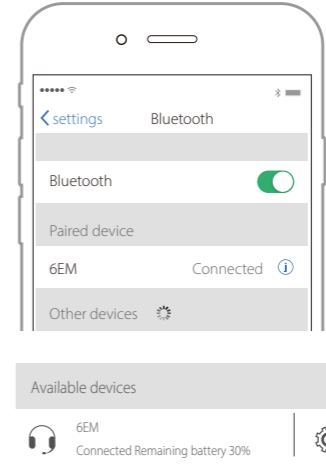 settings Bluetooth
Bluetooth
Paired device
6EM Connected i
Other devices
Available devices
6EM
Connected Remaining battery 30%